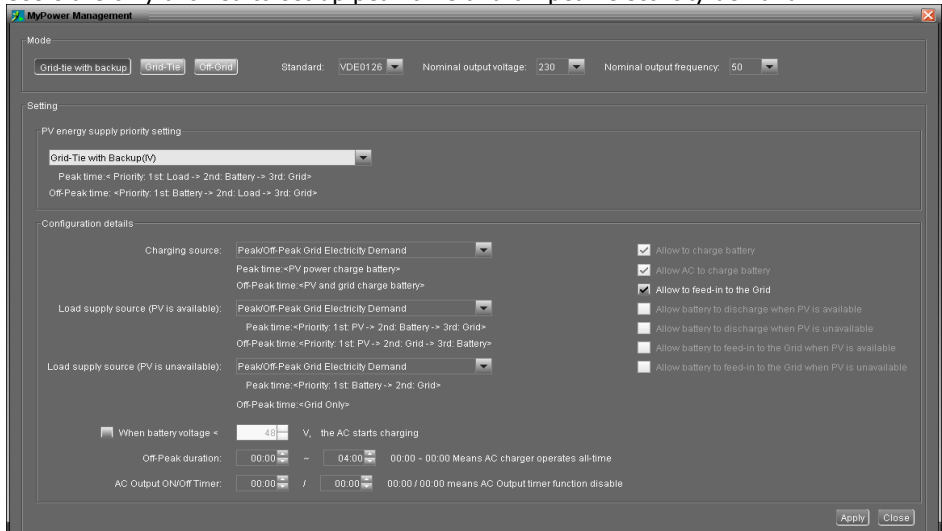 MyPower Management
Mode
Grid-tie with backup Grid-Tie Off-Grid Standard: VDE0126 Nominal output voltage: 230 Nominal output frequency: 50
Setting
PV energy supply priority setting
Grid-Tie with Backup(IV)
Peak time:< Priority: 1st: Load -> 2nd: Battery -> 3rd: Grid>
Off-Peak time: <Priority: 1st: Battery -> 2nd: Load -> 3rd: Grid>
Configuration details
Charging source: Peak/Off-Peak Grid Electricity Demand
Peak time:<PV power charge battery>
Off-Peak time:<PV and grid charge battery>
Load supply source (PV is available): Peak/Off-Peak Grid Electricity Demand
Peak time:<Priority: 1st: PV -> 2nd: Battery -> 3rd: Grid>
Off-Peak time:<Priority: 1st: PV -> 2nd: Grid -> 3rd: Battery>
Load supply source (PV is unavailable): Peak/Off-Peak Grid Electricity Demand
Peak time:<Priority: 1st: Battery -> 2nd: Grid>
Off-Peak time:<Grid Only>
Allow to charge battery
Allow AC to charge battery
Allow to feed-in to the Grid
Allow battery to discharge when PV is available
Allow battery to discharge when PV is unavailable
Allow battery to feed-in to the Grid when PV is available
Allow battery to feed-in to the Grid when PV is unavailable
When battery voltage < 48 V, the AC starts charging
Off-Peak duration: 00:00 ~ 04:00 00:00 - 00:00 Means AC charger operates all-time
AC Output ON/Off Timer: 00:00 / 00:00 00:00 / 00:00 means AC Output timer function disable
Apply Close